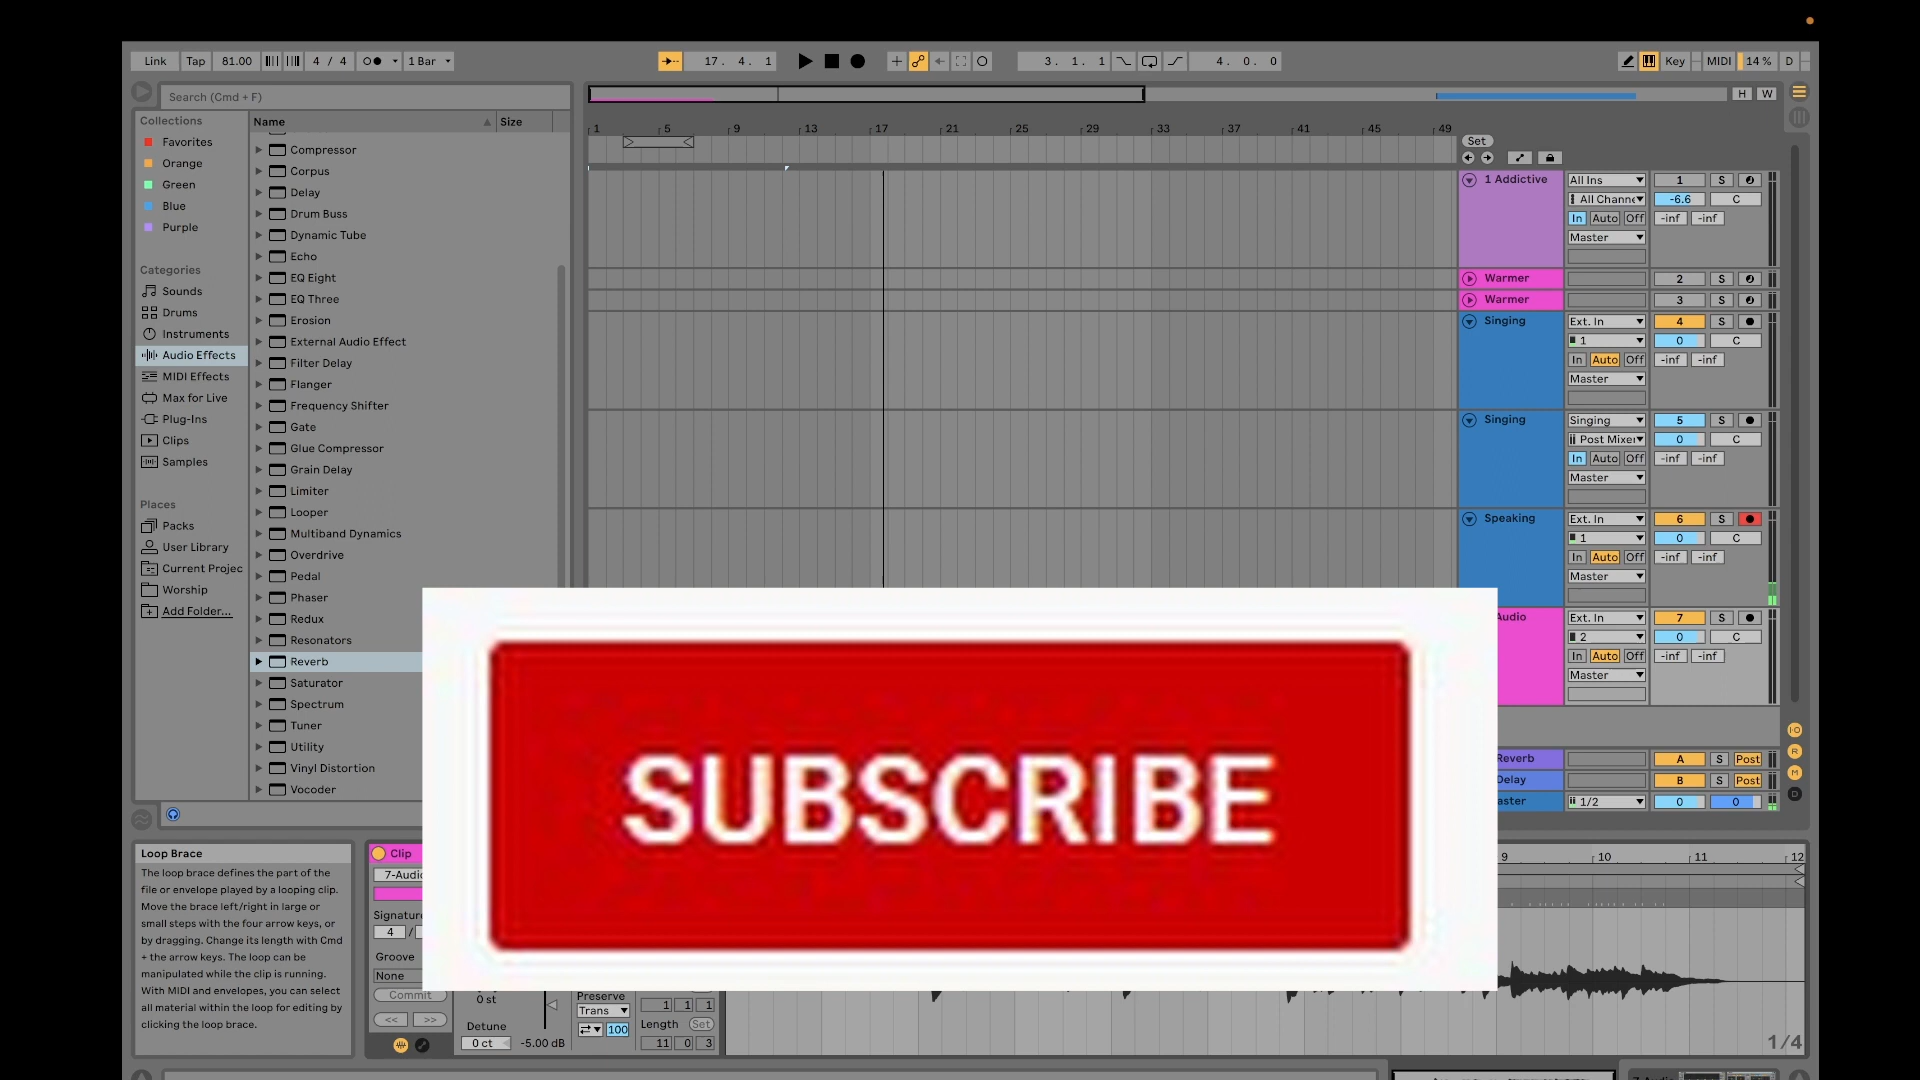 Link Tap 81.00 4 / 4 1 Bar 17. 4. 1 3. 1. 1 4. 0. 0 Key MIDI 14 % D
Search (Cmd + F)
H W
Collections
Favorites
Orange
Green
Blue
Purple
Categories
Sounds
Drums
Instruments
Audio Effects
MIDI Effects
Max for Live
Plug-Ins
Clips
Samples
Places
Packs
User Library
Current Projec
Worship
Add Folder...
Name Size
Compressor
Corpus
Delay
Drum Buss
Dynamic Tube
Echo
EQ Eight
EQ Three
Erosion
External Audio Effect
Filter Delay
Flanger
Frequency Shifter
Gate
Glue Compressor
Grain Delay
Limiter
Looper
Multiband Dynamics
Overdrive
Pedal
Phaser
Redux
Resonators
Reverb
Saturator
Spectrum
Tuner
Utility
Vinyl Distortion
Vocoder
1 5 9 13 17 21 25 29 33 37 41 45 49
Set
1 Addictive All Ins 1 S
All Channe -6.6 C
In Auto Off -inf -inf
Master
Warmer 2 S
Warmer 3 S
Singing Ext. In 4 S
1 0 C
In Auto Off -inf -inf
Master
Singing Singing 5 S
Post Mixer 0 C
In Auto Off -inf -inf
Master
Speaking Ext. In 6 S
1 0 C
In Auto Off -inf -inf
Master
Audio Ext. In 7 S
2 0 C
In Auto Off -inf -inf
Master
Reverb A S Post
Delay B S Post
aster 1/2 0 0
I·O
R
M
D
SUBSCRIBE
Loop Brace
The loop brace defines the part of the
file or envelope played by a looping clip.
Move the brace left/right in large or
small steps with the four arrow keys, or
by dragging. Change its length with Cmd
+ the arrow keys. The loop can be
manipulated while the clip is running.
With MIDI and envelopes, you can select
all material within the loop for editing by
clicking the loop brace.
Clip
7-Audio
Signature
4 /
Groove
None
Commit
<< >>
0 st
Detune
0 ct -5.00 dB
Preserve
Trans
100
1 1 1
Length Set
11 0 3
9 10 11 12
1/4
7-Audio